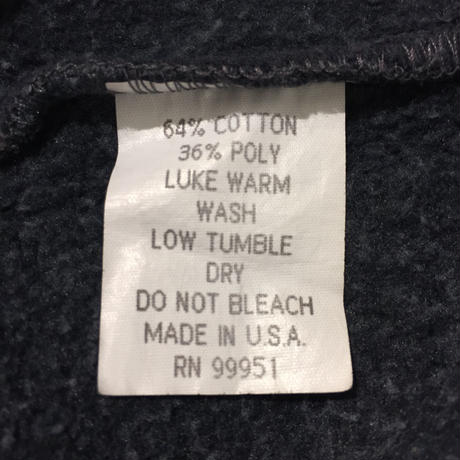 64% COTTON
36% POLY
LUKE WARM
WASH
LOW TUMBLE
DRY
DO NOT BLEACH
MADE IN U.S.A.
RN 99951